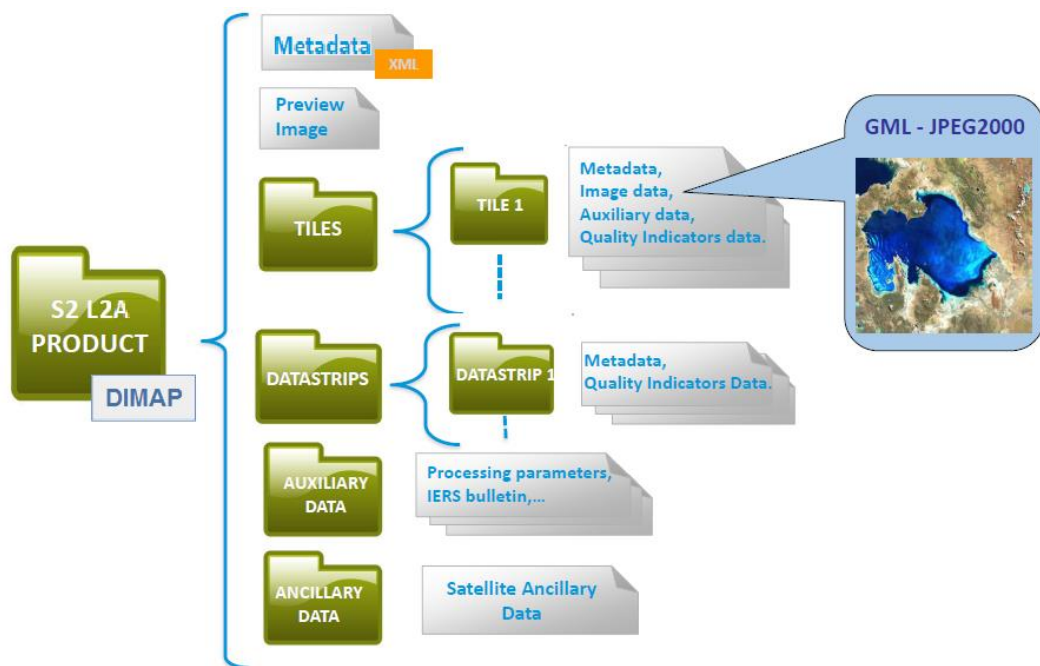 Metadata
XML
Preview
Image
GML - JPEG2000
TILES
TILE 1
Metadata,
Image data,
Auxiliary data,
Quality Indicators data.
S2 L2A
PRODUCT
DIMAP
DATASTRIPS
DATASTRIP 1
Metadata,
Quality Indicators Data.
AUXILIARY
DATA
Processing parameters,
IERS bulletin,...
ANCILLARY
DATA
Satellite Ancillary
Data